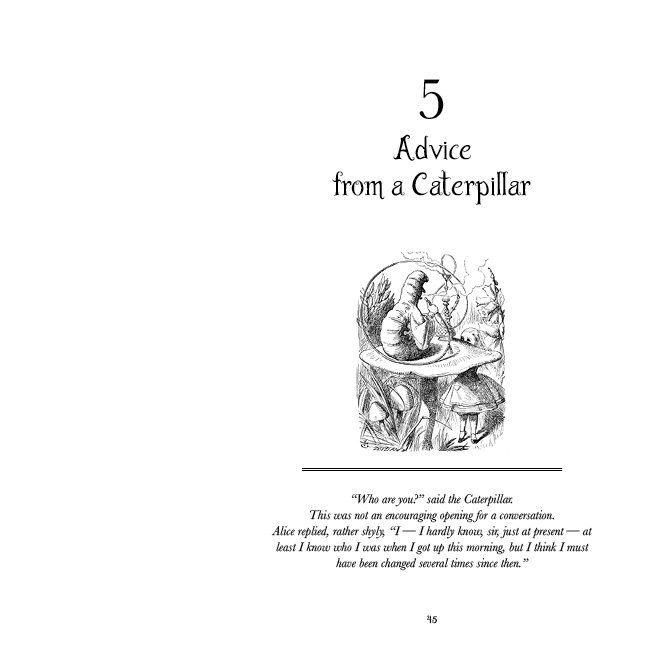 5
Advice
from a Caterpillar
“Who are you?” said the Caterpillar.
This was not an encouraging opening for a conversation.
Alice replied, rather shyly, “I — I hardly know, sir, just at present — at
least I know who I was when I got up this morning, but I think I must
have been changed several times since then.”
45